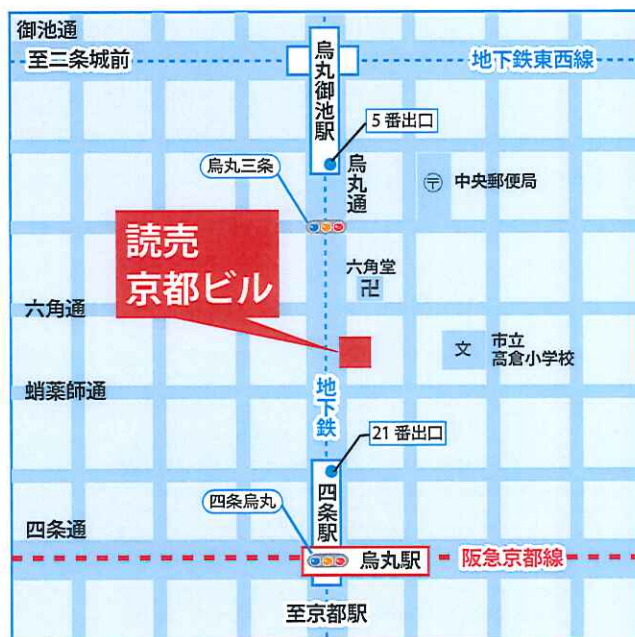 御池通
至二条城前
烏丸御池駅
地下鉄東西線
5番出口
烏丸三条
烏丸通
〒 中央郵便局
読売
京都ビル
六角堂
卍
六角通
文
市立
高倉小学校
蛸薬師通
地下鉄
21番出口
四条駅
四条烏丸
四条通
烏丸駅
阪急京都線
至京都駅